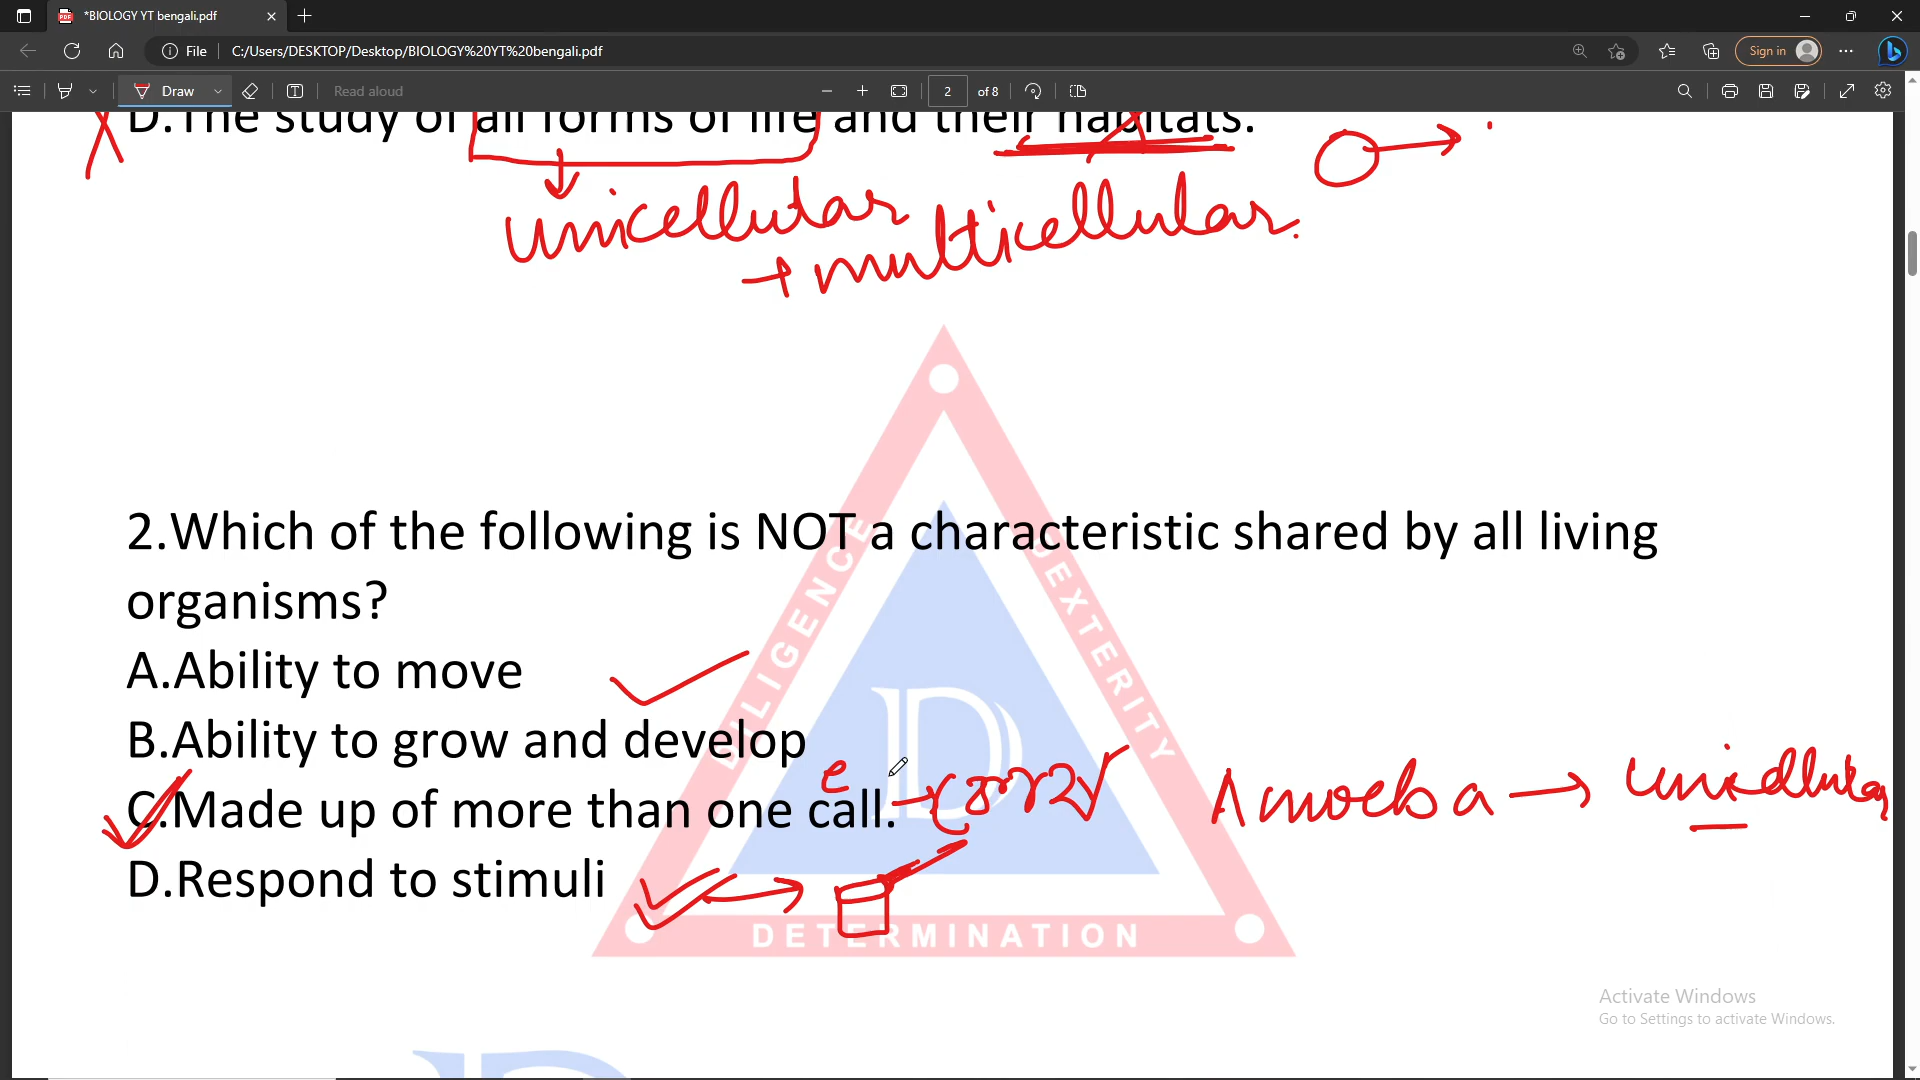 *BIOLOGY YT bengali.pdf
File C:/Users/DESKTOP/Desktop/BIOLOGY%20YT%20bengali.pdf
Sign in
Draw
Read aloud
2 of 8
D.The study of all forms of life and their habitats.
unicellular
+ multicellular.
2.Which of the following is NOT a characteristic shared by all living
organisms?
A.Ability to move
B.Ability to grow and develop
e
C.Made up of more than one call.
Amoeba → unicellular
D.Respond to stimuli
DILIGENCE
DEXTERITY
D
DETERMINATION
Activate Windows
Go to Settings to activate Windows.